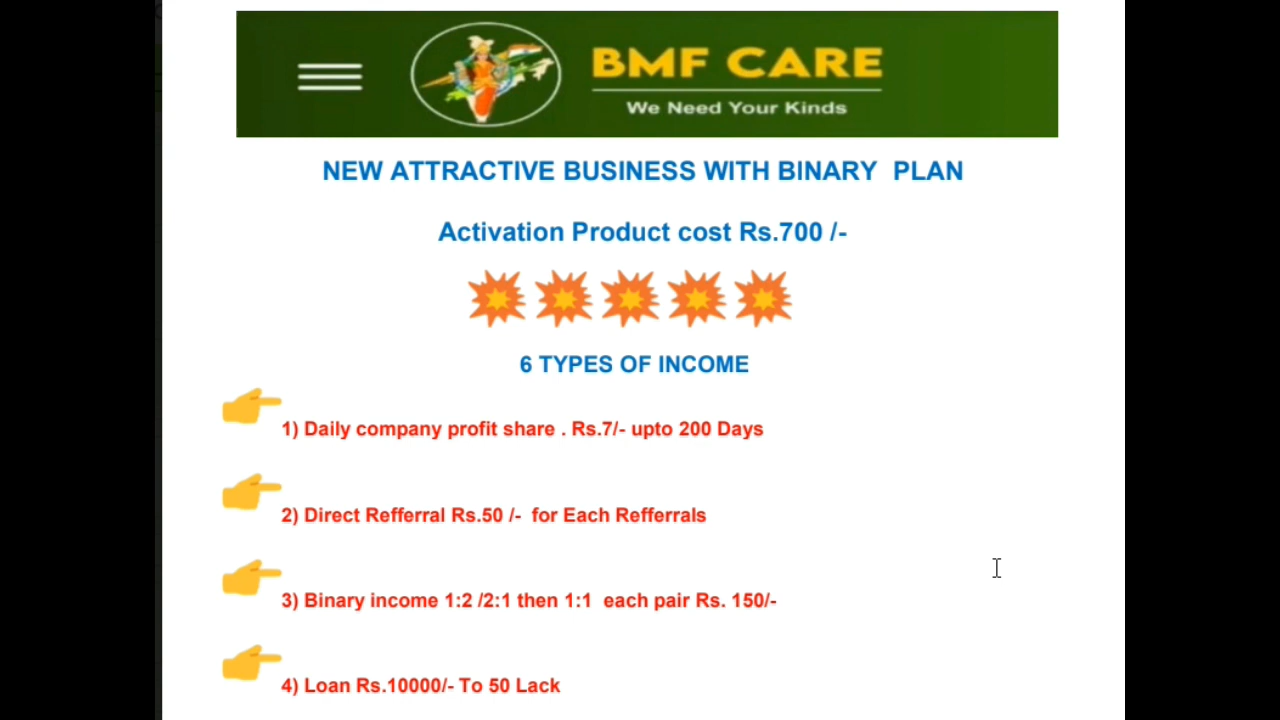 BMF CARE
We Need Your Kinds
NEW ATTRACTIVE BUSINESS WITH BINARY PLAN
Activation Product cost Rs.700 /-
6 TYPES OF INCOME
1) Daily company profit share . Rs.7/- upto 200 Days
2) Direct Refferral Rs.50 /- for Each Refferrals
3) Binary income 1:2 /2:1 then 1:1 each pair Rs. 150/-
4) Loan Rs.10000/- To 50 Lack